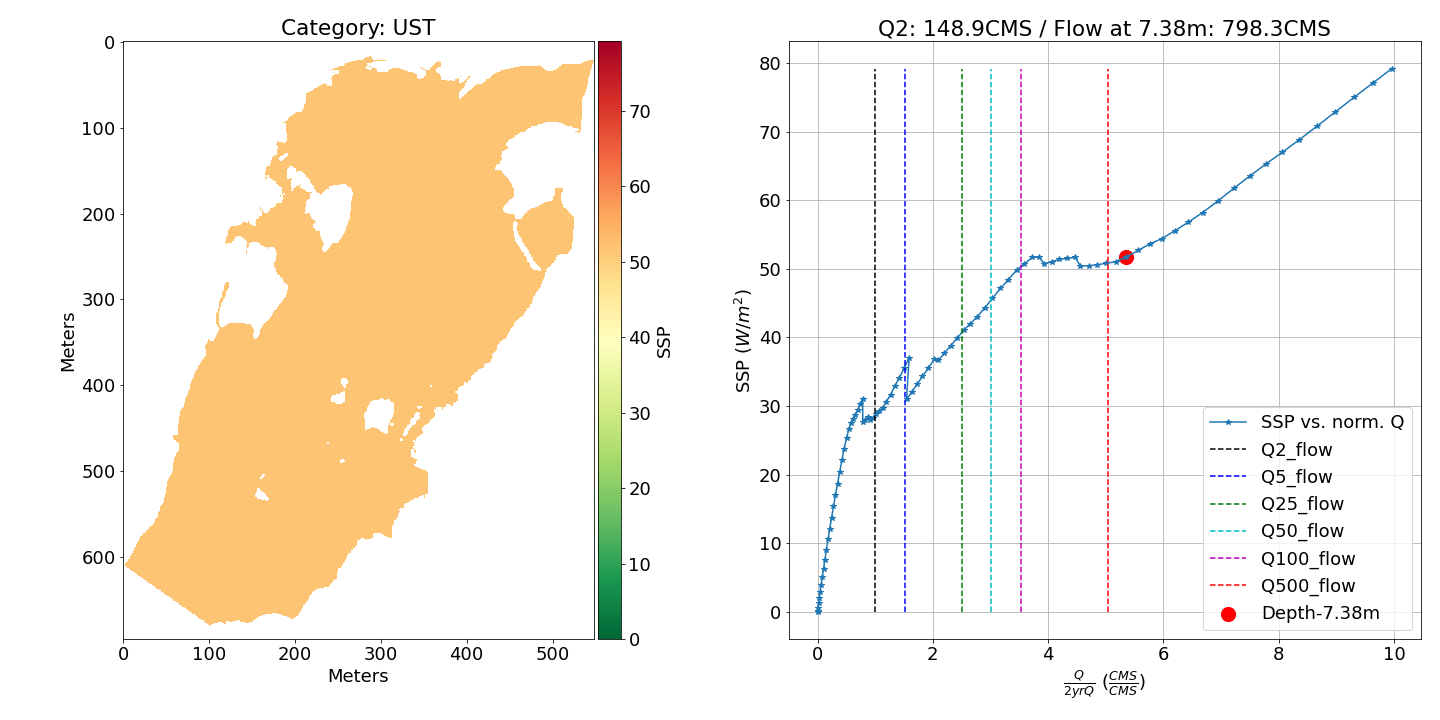 Category: UST
0
100
200
300
400
500
600
Meters
0
100
200
300
400
500
Meters
70
60
50
40
30
20
10
0
SSP
Q2: 148.9CMS / Flow at 7.38m: 798.3CMS
80
70
60
50
40
30
20
10
0
SSP (W/m²)
0
2
4
6
8
10
Q/2yrQ (CMS/CMS)
SSP vs. norm. Q
Q2_flow
Q5_flow
Q25_flow
Q50_flow
Q100_flow
Q500_flow
Depth-7.38m